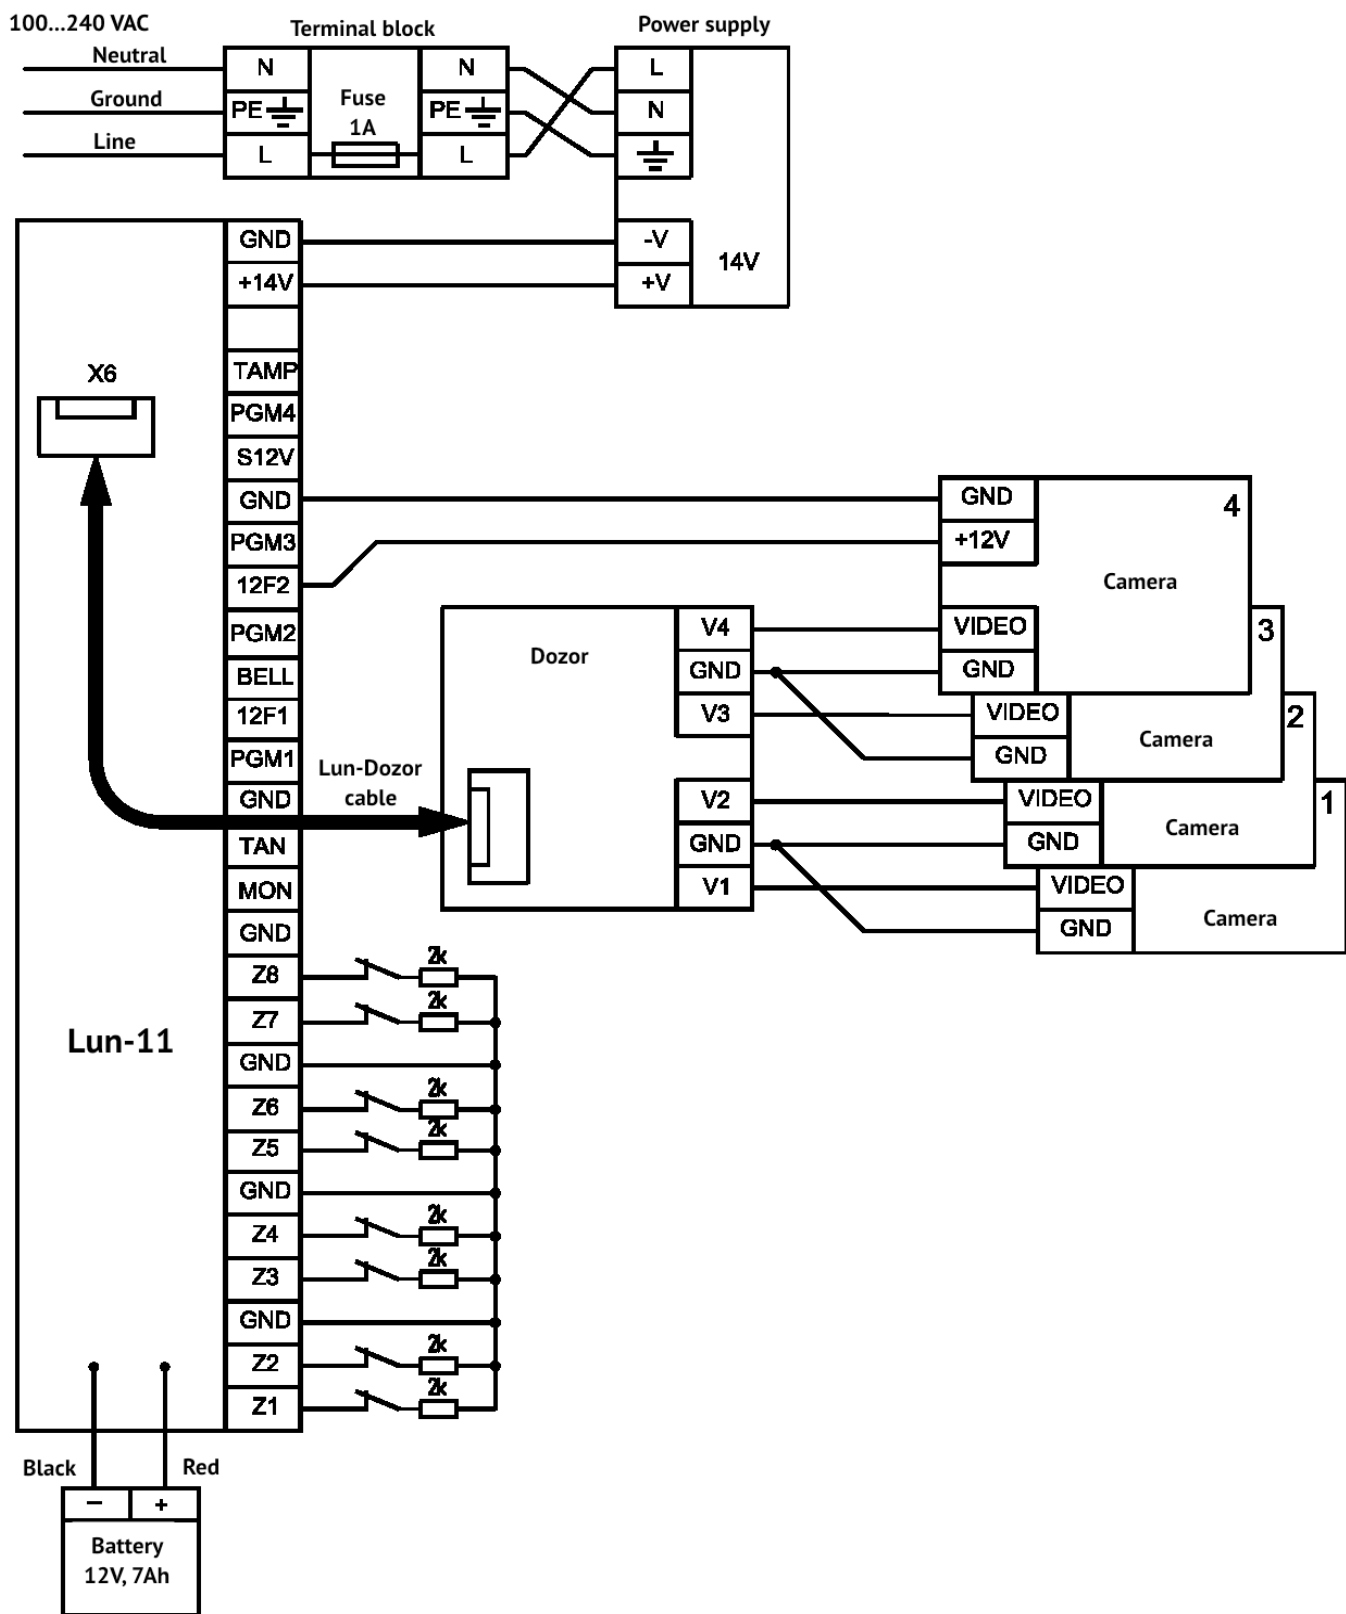 100...240 VAC
Terminal block
Power supply
Neutral
Ground
Line
N
PE
L
Fuse
1A
N
PE
L
L
N
-V
+V
14V
X6
Lun-11
GND
+14V
TAMP
PGM4
S12V
GND
PGM3
12F2
PGM2
BELL
12F1
PGM1
GND
TAN
MON
GND
Z8
Z7
GND
Z6
Z5
GND
Z4
Z3
GND
Z2
Z1
2k
2k
2k
2k
2k
2k
2k
2k
Lun-Dozor
cable
Dozor
V4
GND
V3
V2
GND
V1
GND
+12V
VIDEO
GND
Camera
4
VIDEO
GND
Camera
3
VIDEO
GND
Camera
2
VIDEO
GND
Camera
1
Black
Red
– +
Battery
12V, 7Ah